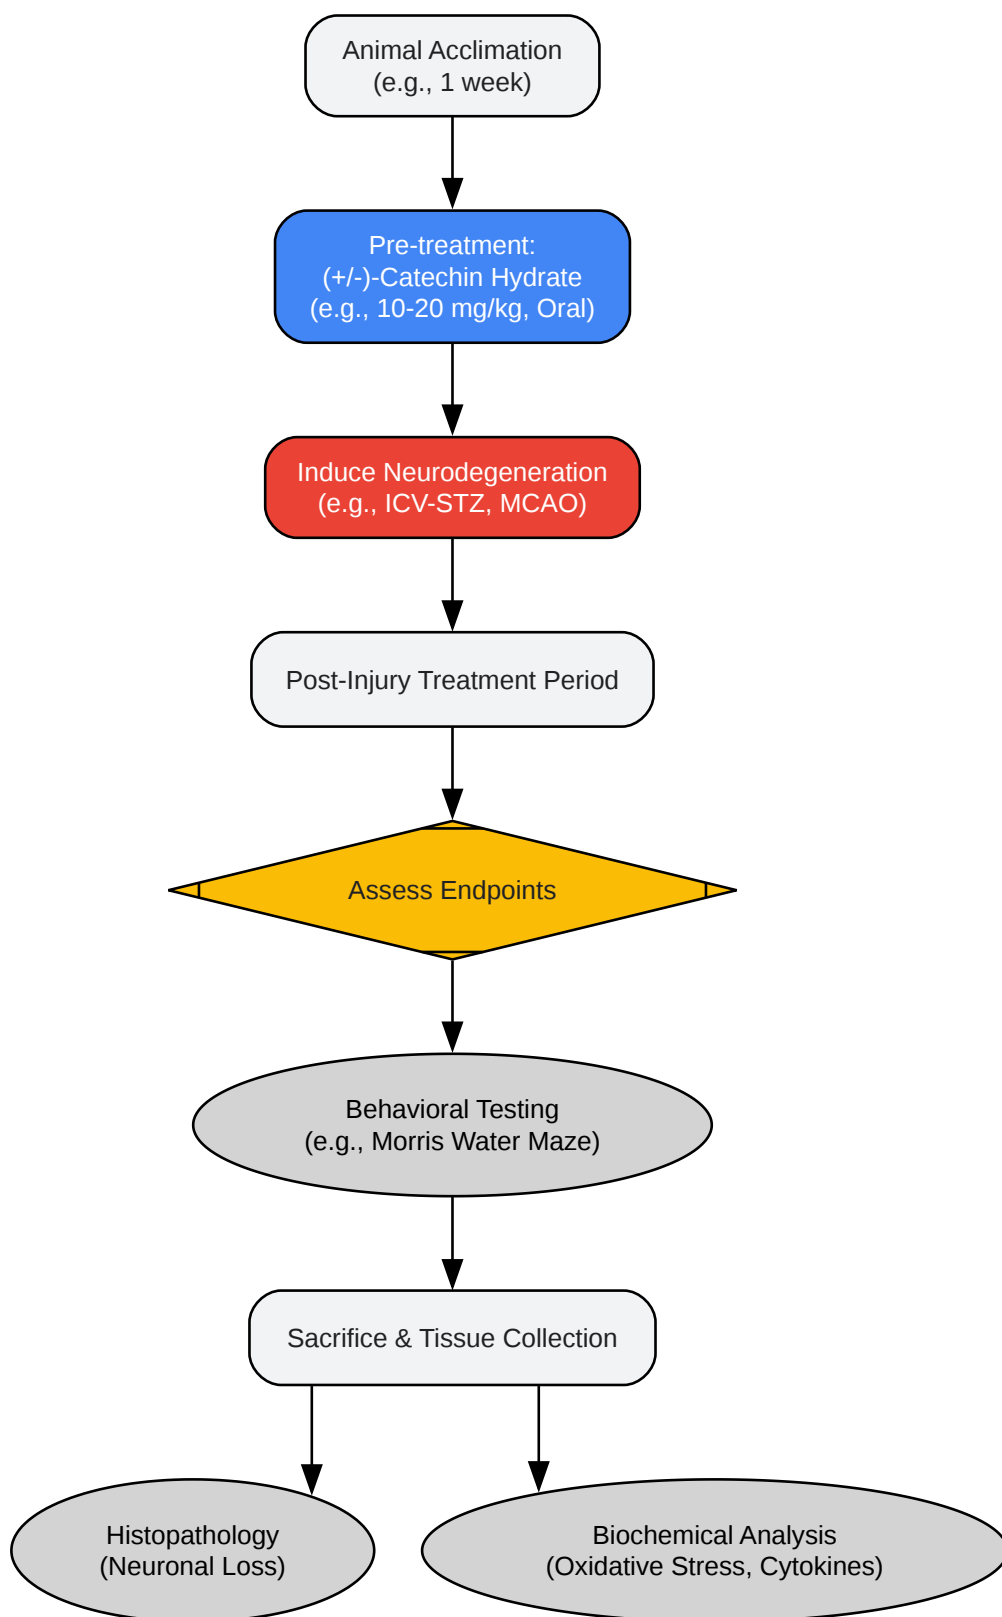 Animal Acclimation
(e.g., 1 week)
Pre-treatment:
(+/-)-Catechin Hydrate
(e.g., 10-20 mg/kg, Oral)
Induce Neurodegeneration
(e.g., ICV-STZ, MCAO)
Post-Injury Treatment Period
Assess Endpoints
Behavioral Testing
(e.g., Morris Water Maze)
Sacrifice & Tissue Collection
Histopathology
(Neuronal Loss)
Biochemical Analysis
(Oxidative Stress, Cytokines)